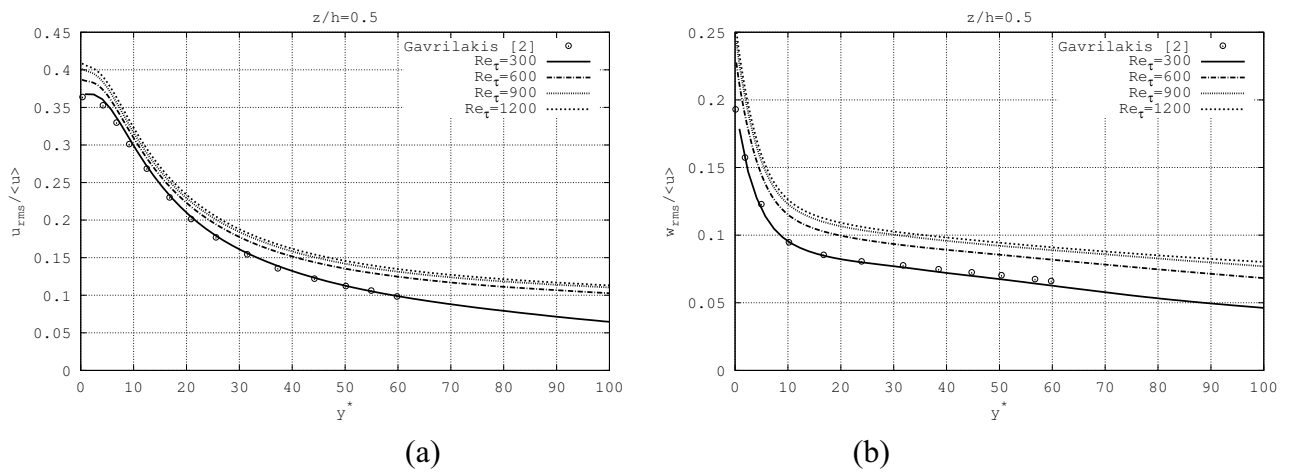 z/h=0.5
0.45
0.4
0.35
0.3
0.25
0.2
0.15
0.1
0.05
0
u_rms/<u>
Gavrilakis [2]
Re_τ=300
Re_τ=600
Re_τ=900
Re_τ=1200
0 10 20 30 40 50 60 70 80 90 100
y*
(a)
z/h=0.5
0.25
0.2
0.15
0.1
0.05
0
w_rms/<u>
Gavrilakis [2]
Re_τ=300
Re_τ=600
Re_τ=900
Re_τ=1200
0 10 20 30 40 50 60 70 80 90 100
y*
(b)